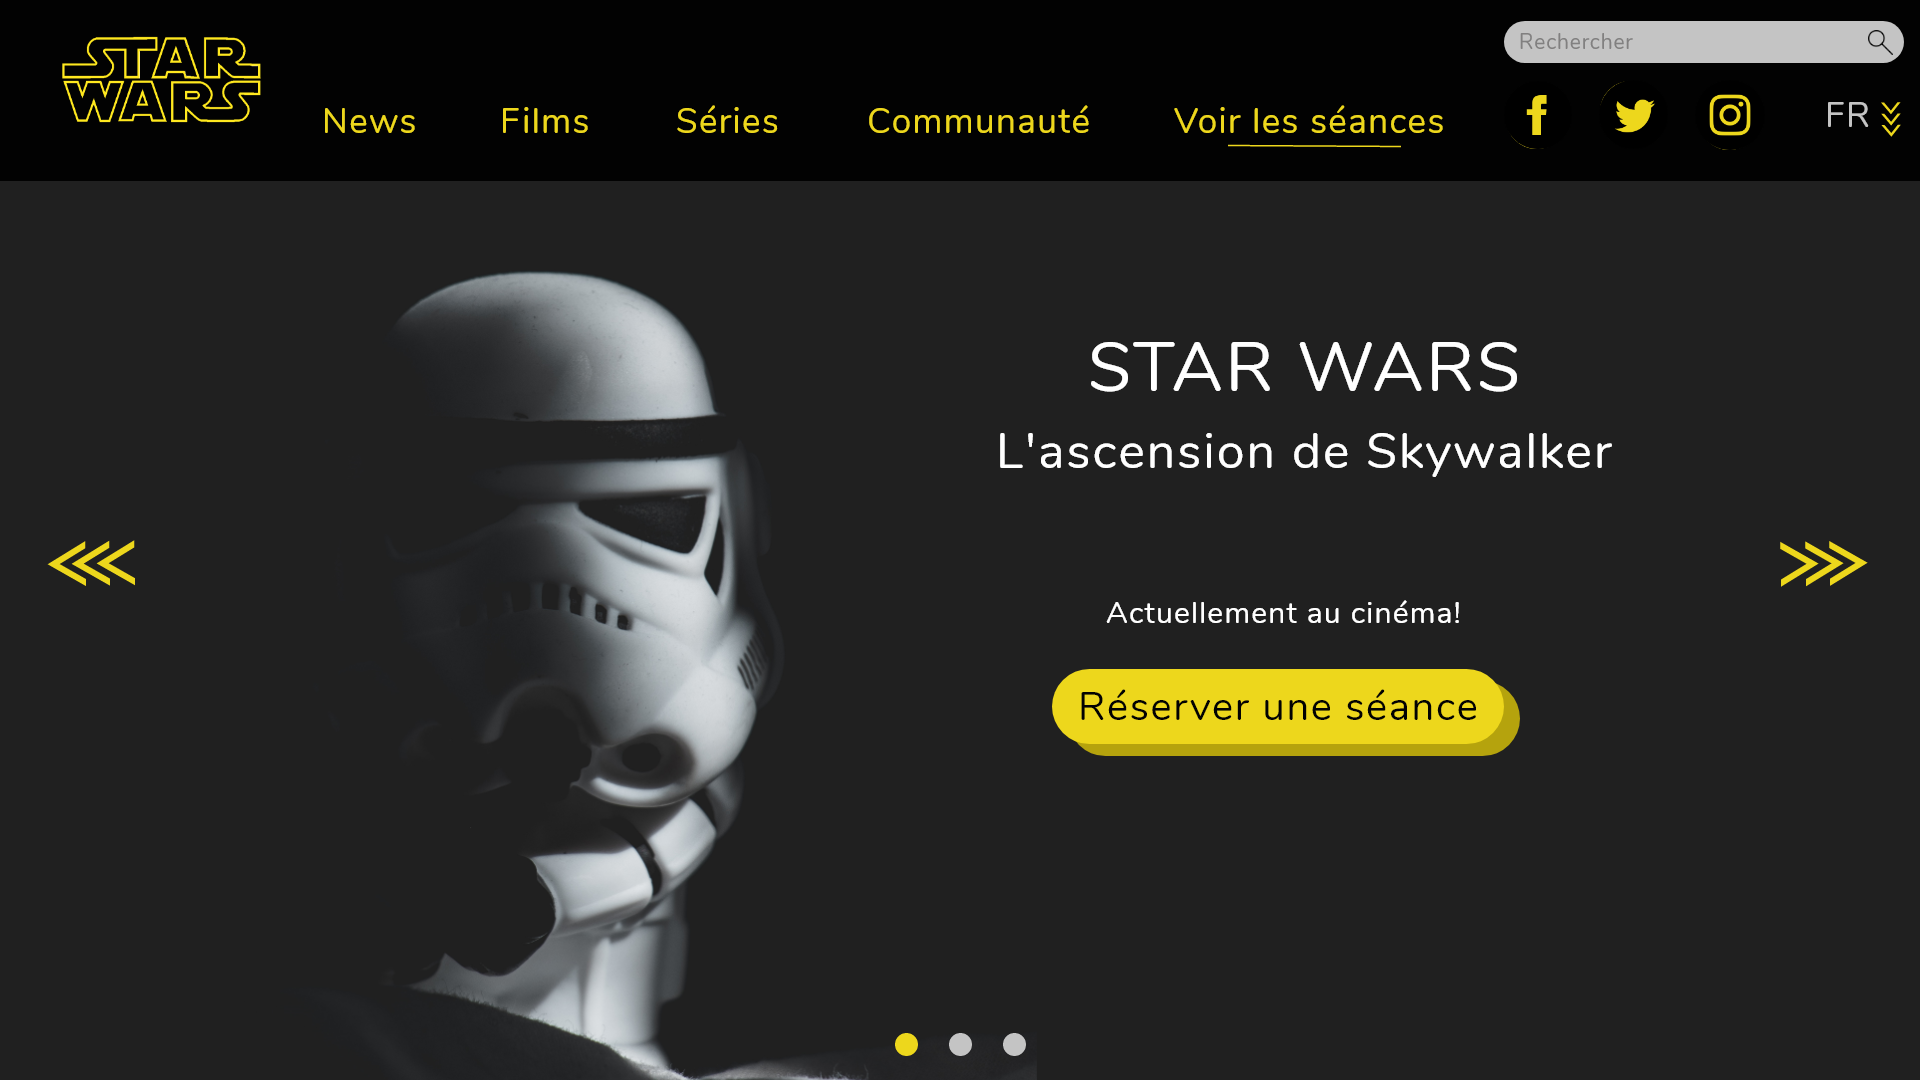 STAR
WARS
Rechercher
News
Films
Séries
Communauté
Voir les séances
FR
STAR WARS
L'ascension de Skywalker
Actuellement au cinéma!
Réserver une séance